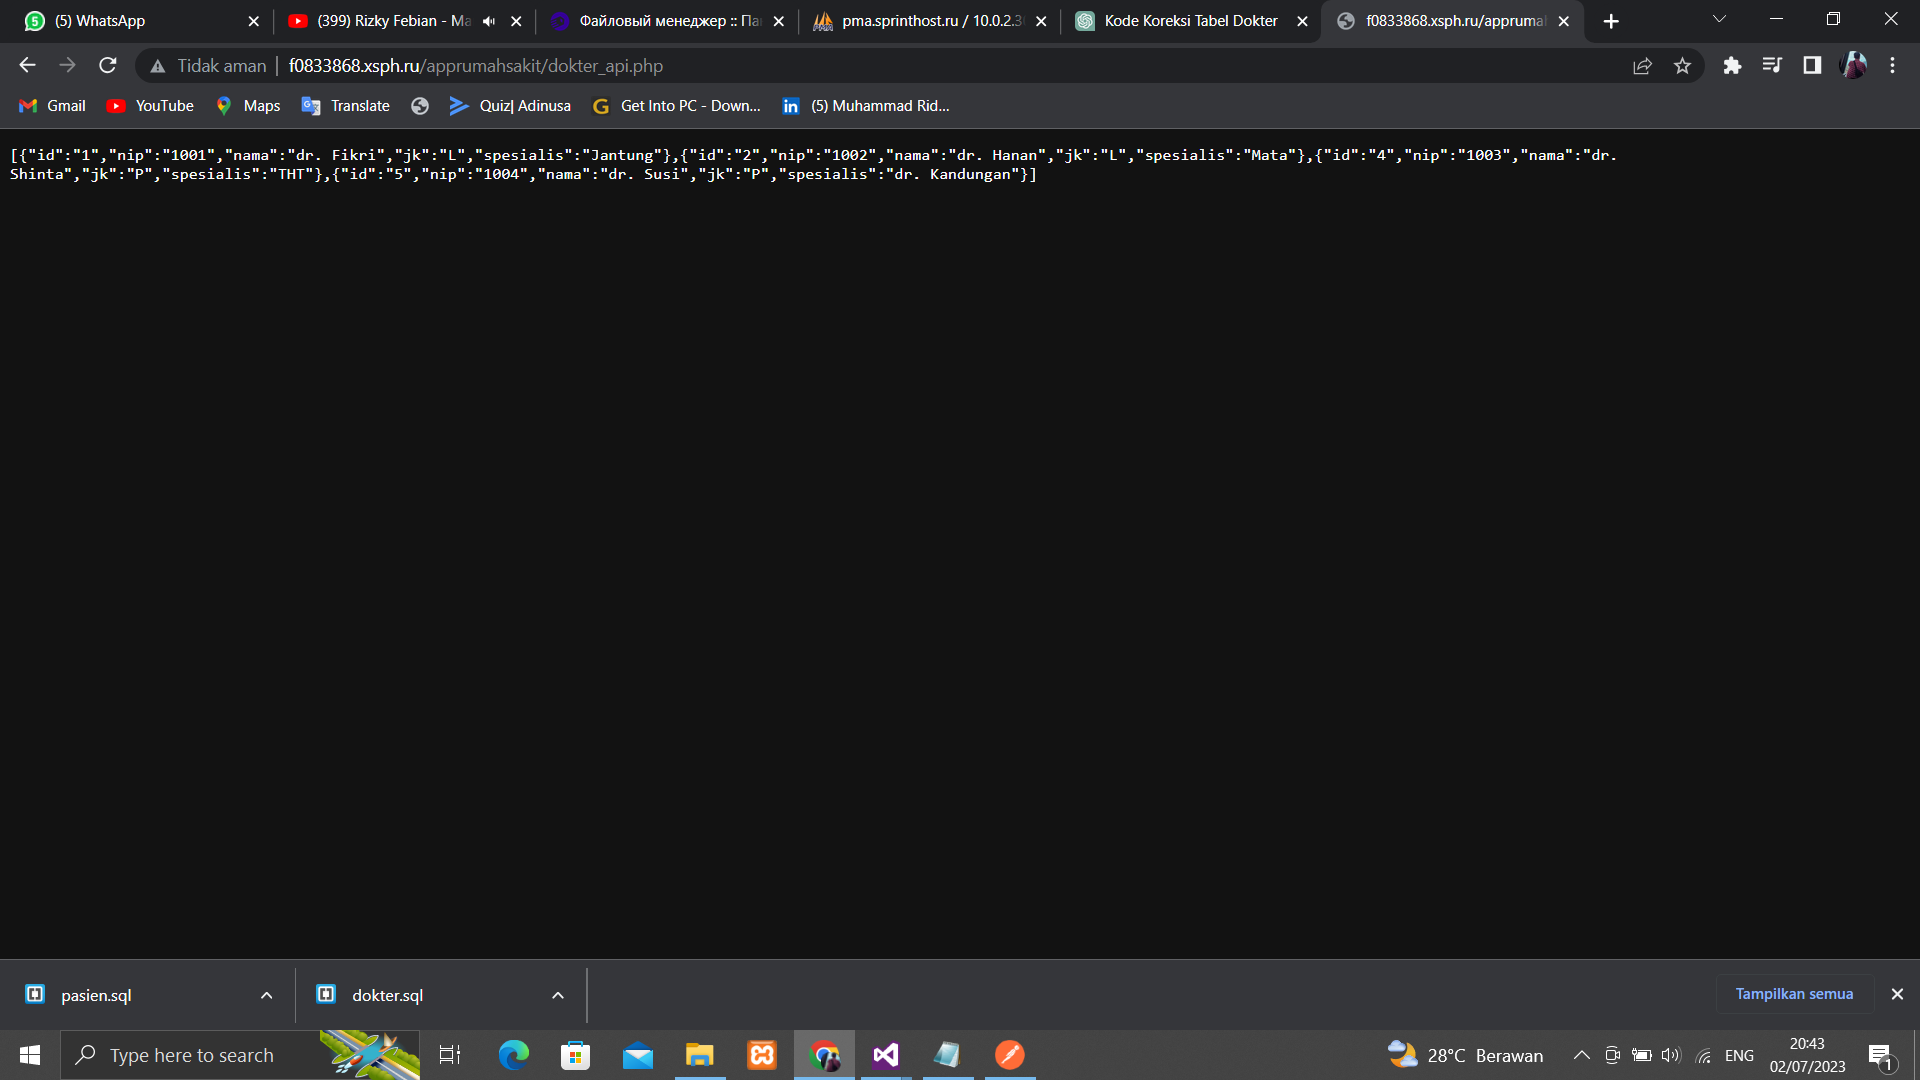 (5) WhatsApp
(399) Rizky Febian - Ma
Файловый менеджер :: Па
pma.sprinthost.ru / 10.0.2.3
Kode Koreksi Tabel Dokter
f0833868.xsph.ru/apprumah
Tidak aman | f0833868.xsph.ru/apprumahsakit/dokter_api.php
Gmail
YouTube
Maps
Translate
Quiz| Adinusa
Get Into PC - Down...
(5) Muhammad Rid...
[{"id":"1","nip":"1001","nama":"dr. Fikri","jk":"L","spesialis":"Jantung"},{"id":"2","nip":"1002","nama":"dr. Hanan","jk":"L","spesialis":"Mata"},{"id":"4","nip":"1003","nama":"dr.
Shinta","jk":"P","spesialis":"THT"},{"id":"5","nip":"1004","nama":"dr. Susi","jk":"P","spesialis":"dr. Kandungan"}]
pasien.sql
dokter.sql
Tampilkan semua
Type here to search
28°C Berawan
ENG
20:43
02/07/2023
1